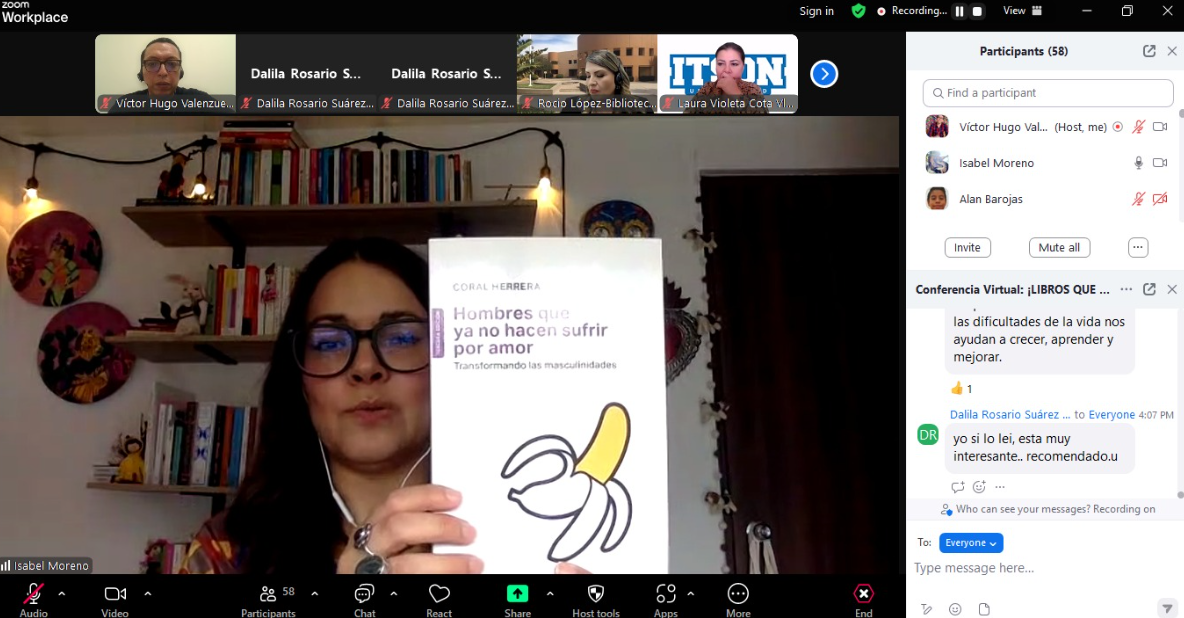 zoom
Workplace
Sign in
Recording...
View
Dalila Rosario S...
Dalila Rosario S...
Víctor Hugo Valenzue...
Dalila Rosario Suárez...
Dalila Rosario Suárez...
Rocio López-Bibliotec...
ITSON
Laura Violeta Cota Vl...
CORAL HERRERA
Hombres que
ya no hacen sufrir
por amor
Transformando las masculinidades
Isabel Moreno
Participants (58)
Find a participant
Víctor Hugo Val... (Host, me)
Isabel Moreno
Alan Barojas
Invite
Mute all
...
Conferencia Virtual: ¡LIBROS QUE ...
las dificultades de la vida nos
ayudan a crecer, aprender y
mejorar.
👍 1
Dalila Rosario Suárez ... to Everyone 4:07 PM
DR
yo si lo lei, esta muy
interesante.. recomendado.u
Who can see your messages? Recording on
To: Everyone
Type message here...
Audio
Video
58
Participants
Chat
React
Share
Host tools
Apps
More
End